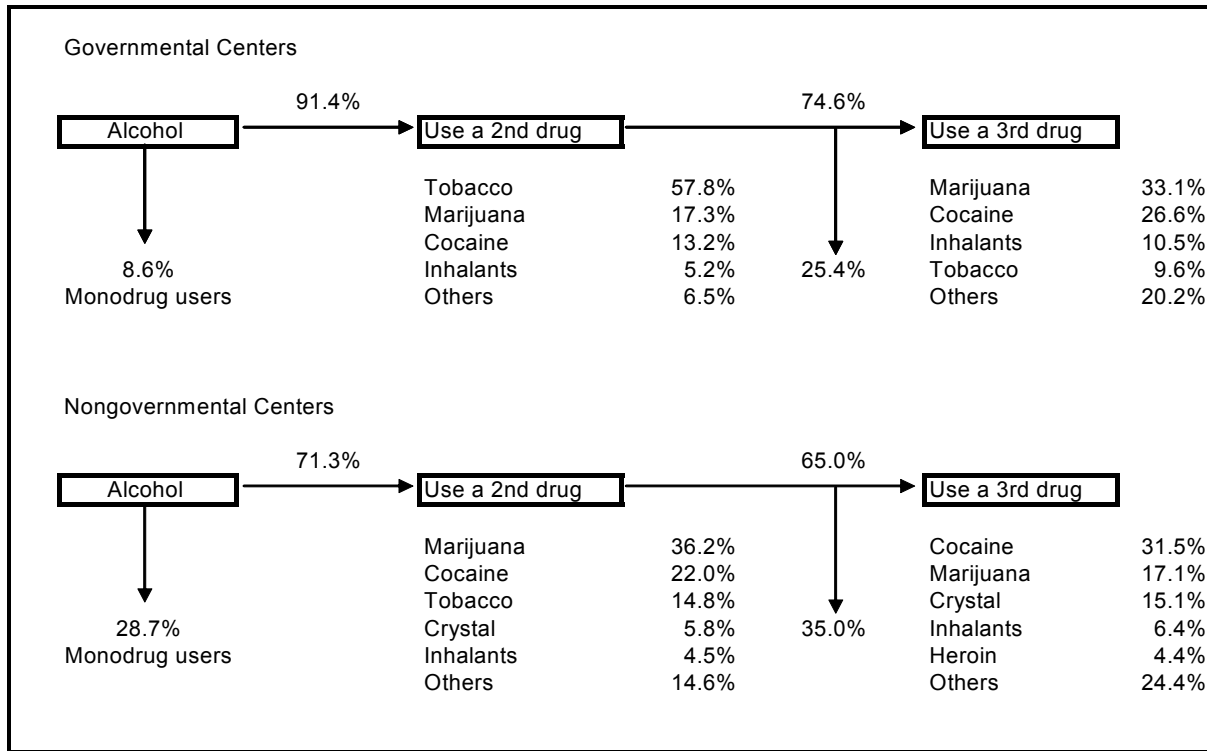 Governmental Centers
91.4% 74.6%
Alcohol Use a 2nd drug Use a 3rd drug
Tobacco 57.8% Marijuana 33.1%
Marijuana 17.3% Cocaine 26.6%
Cocaine 13.2% Inhalants 10.5%
8.6% Inhalants 5.2% 25.4% Tobacco 9.6%
Monodrug users Others 6.5% Others 20.2%
Nongovernmental Centers
71.3% 65.0%
Alcohol Use a 2nd drug Use a 3rd drug
Marijuana 36.2% Cocaine 31.5%
Cocaine 22.0% Marijuana 17.1%
Tobacco 14.8% Crystal 15.1%
28.7% Crystal 5.8% 35.0% Inhalants 6.4%
Monodrug users Inhalants 4.5% Heroin 4.4%
Others 14.6% Others 24.4%